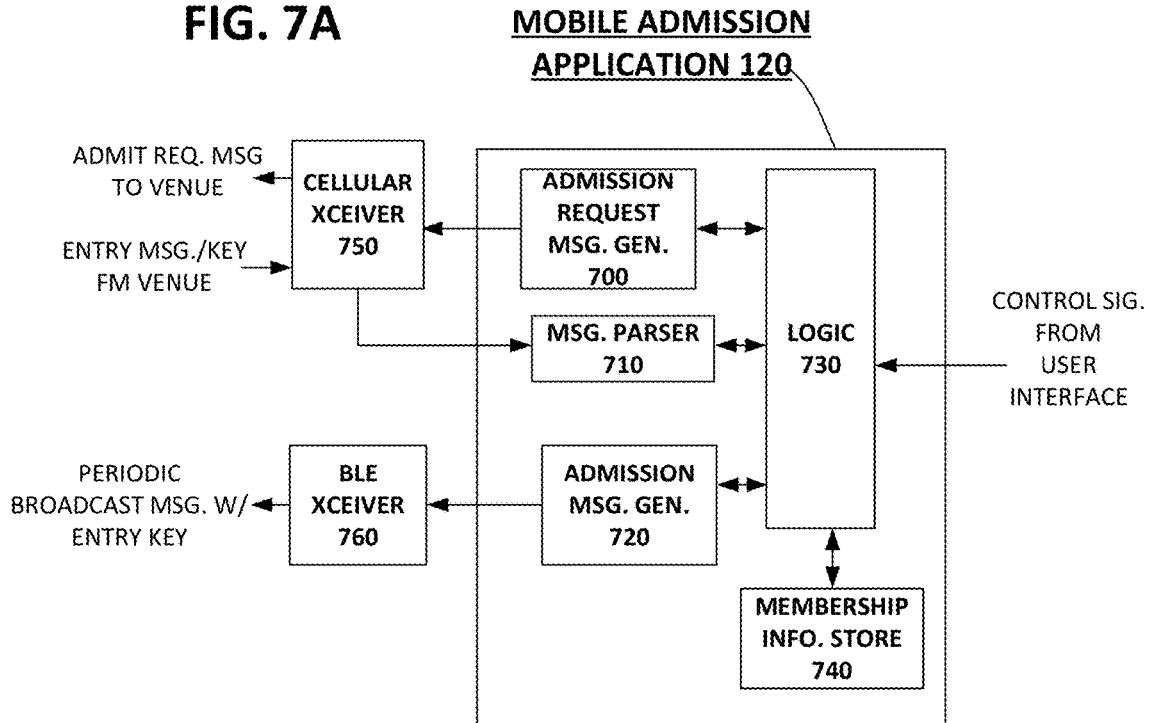 FIG. 7A
MOBILE ADMISSION
APPLICATION 120
ADMIT REQ. MSG
TO VENUE
ENTRY MSG./KEY
FM VENUE
CELLULAR
XCEIVER
750
ADMISSION
REQUEST
MSG. GEN.
700
MSG. PARSER
710
LOGIC
730
CONTROL SIG.
FROM
USER
INTERFACE
PERIODIC
BROADCAST MSG. W/
ENTRY KEY
BLE
XCEIVER
760
ADMISSION
MSG. GEN.
720
MEMBERSHIP
INFO. STORE
740